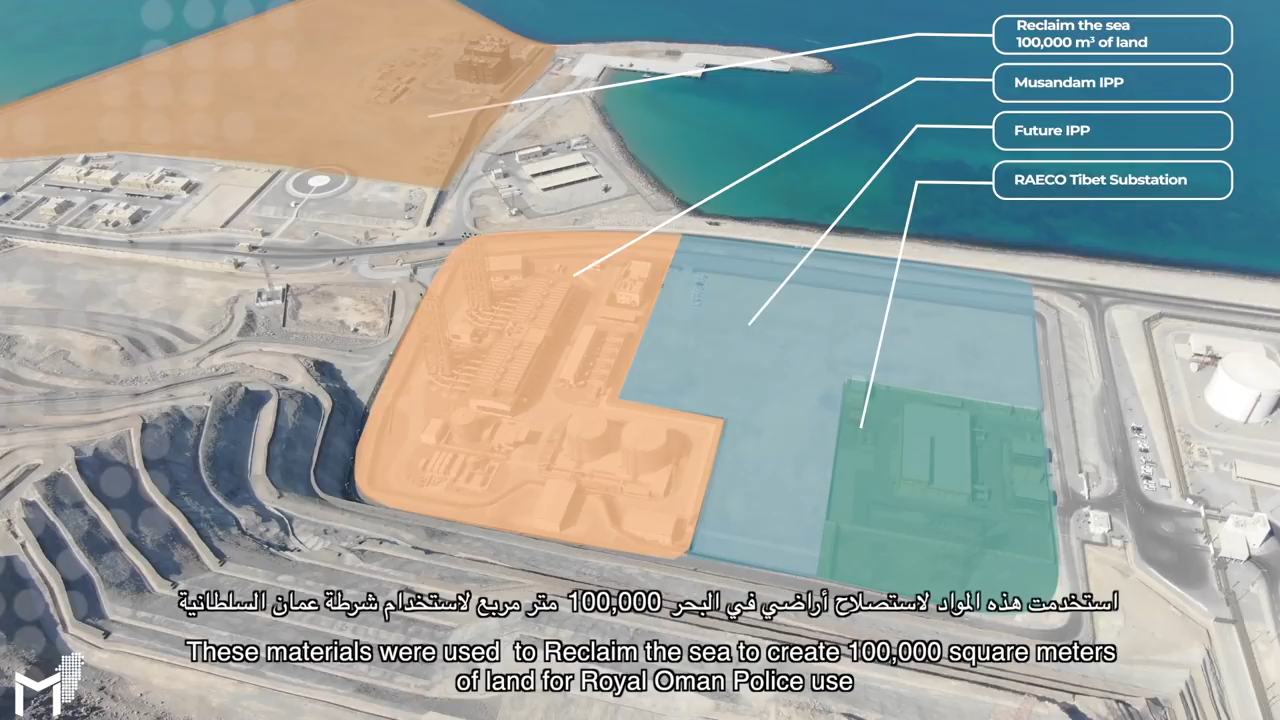 Reclaim the sea
100,000 m³ of land
Musandam IPP
Future IPP
RAECO Tibet Substation
استخدمت هذه المواد لاستصلاح أراضي في البحر 100,000 متر مربع لاستخدام شرطة عمان السلطانية
These materials were used to Reclaim the sea to create 100,000 square meters
of land for Royal Oman Police use
M